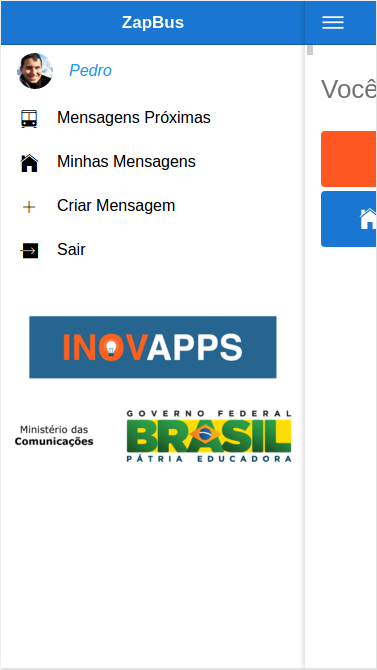 ZapBus
Pedro
Mensagens Próximas
Minhas Mensagens
Criar Mensagem
Sair
Você
INOVAPPS
Ministério das
Comunicações
GOVERNO FEDERAL
BRASIL
PÁTRIA EDUCADORA